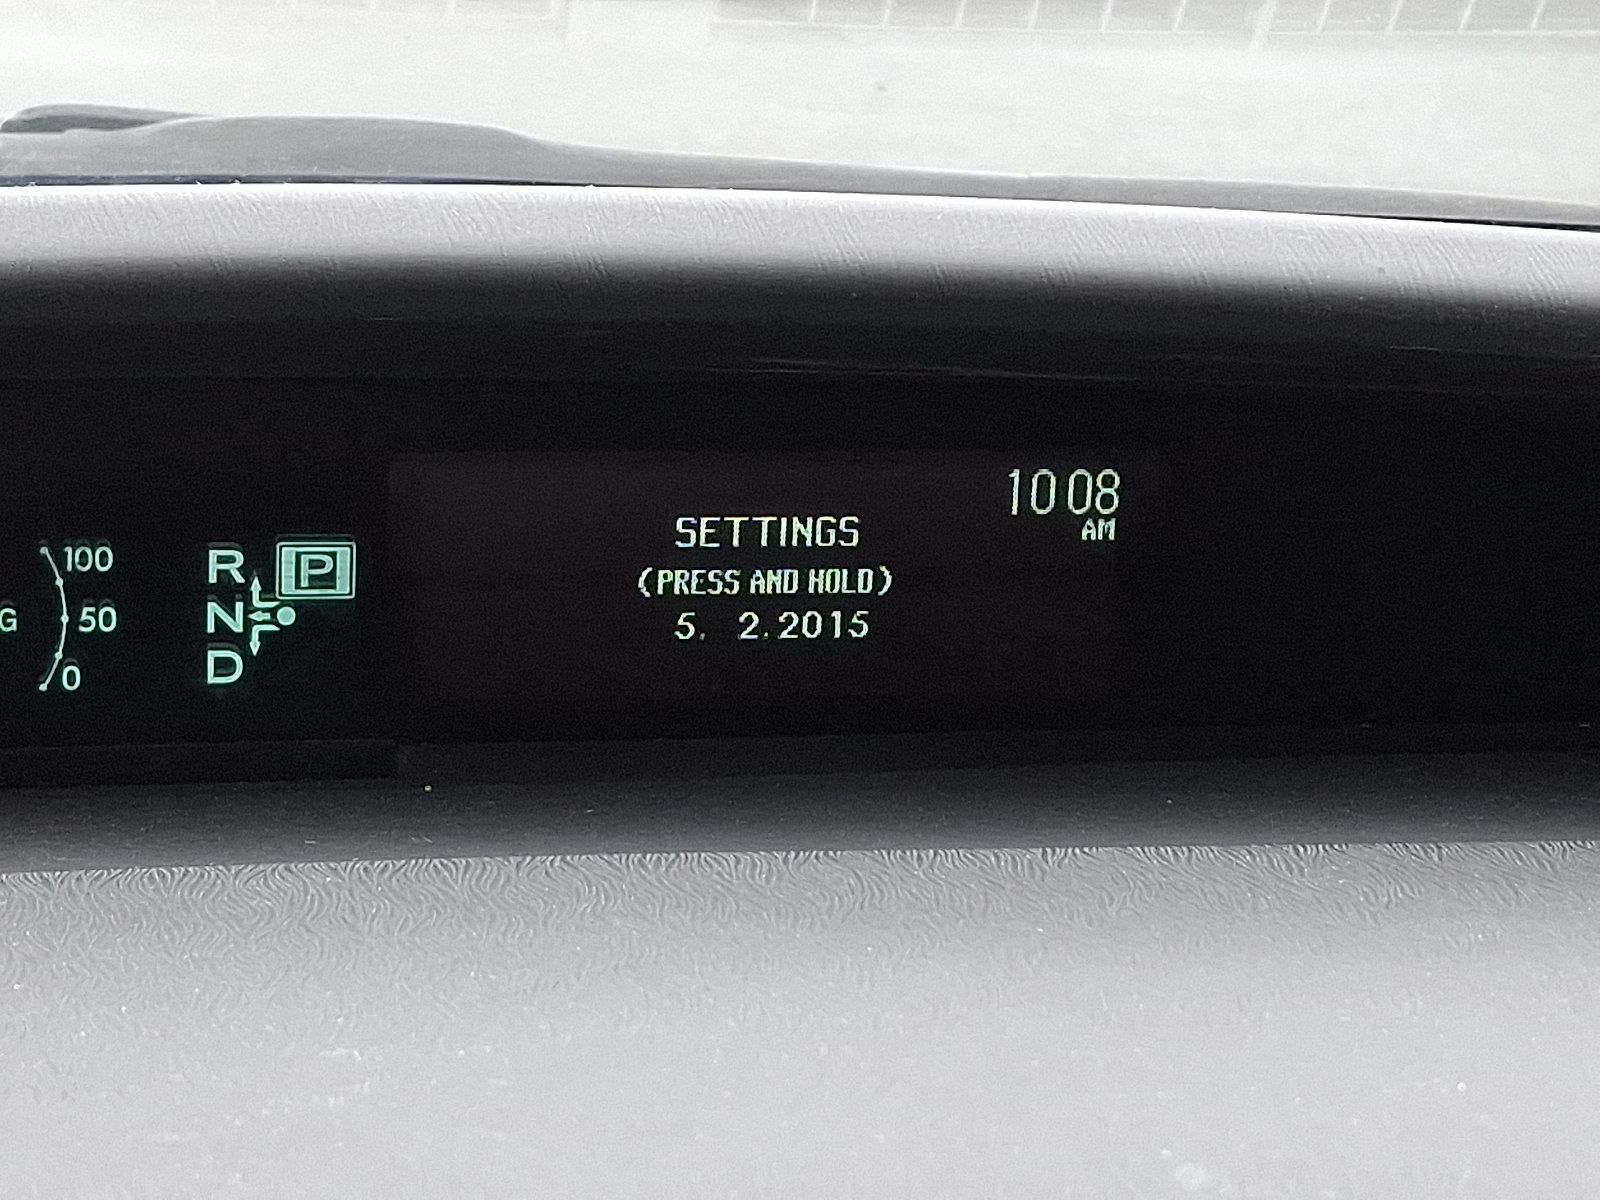 10 08
AM
SETTINGS
(PRESS AND HOLD)
5. 2.2015
100
50
0
G
R
P
N
D